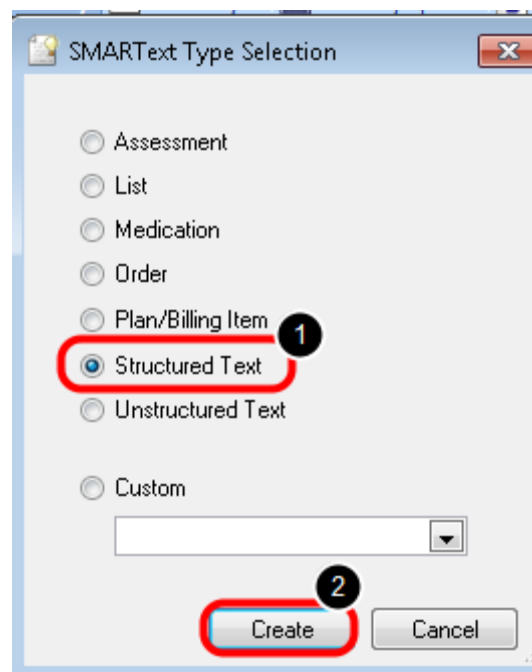 SMARText Type Selection
Assessment
List
Medication
Order
Plan/Billing Item
1
Structured Text
Unstructured Text
Custom
2
Create Cancel